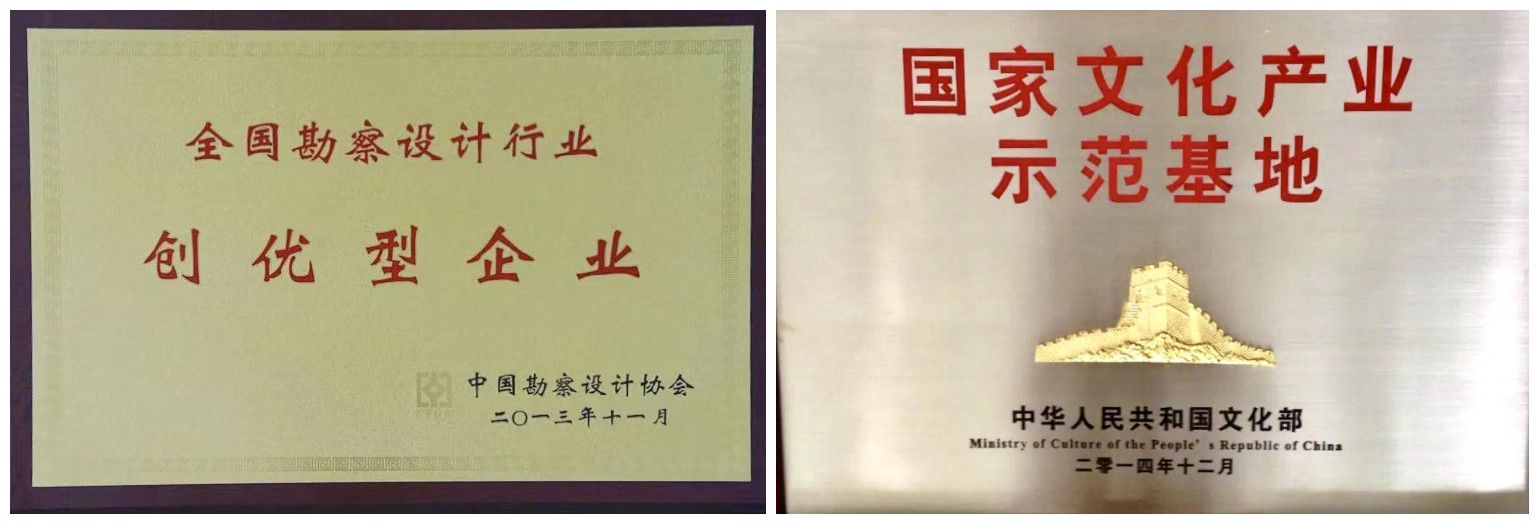 全国勘察设计行业
创优型企业
中国勘察设计协会
二〇一三年十一月
国家文化产业
示范基地
中华人民共和国文化部
Ministry of Culture of the People's Republic of China
二零一四年十二月